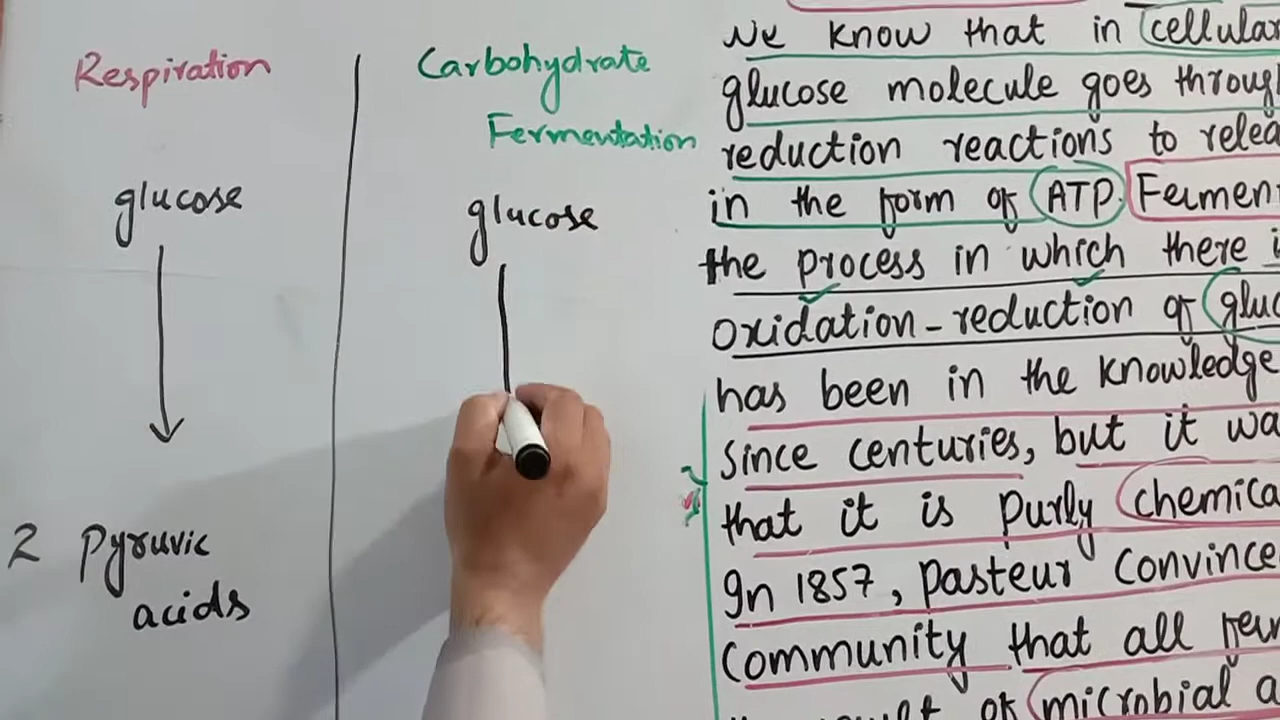 Respiration
glucose
2 pyruvic
acids
Carbohydrate
Fermentation
glucose
We know that in cellular
glucose molecule goes through
reduction reactions to relea
in the form of ATP. Fermen
the process in which there i
oxidation-reduction of gluc
has been in the knowledge
since centuries, but it wa
that it is purly chemica
In 1857, pasteur convince
community that all fer
of microbial a